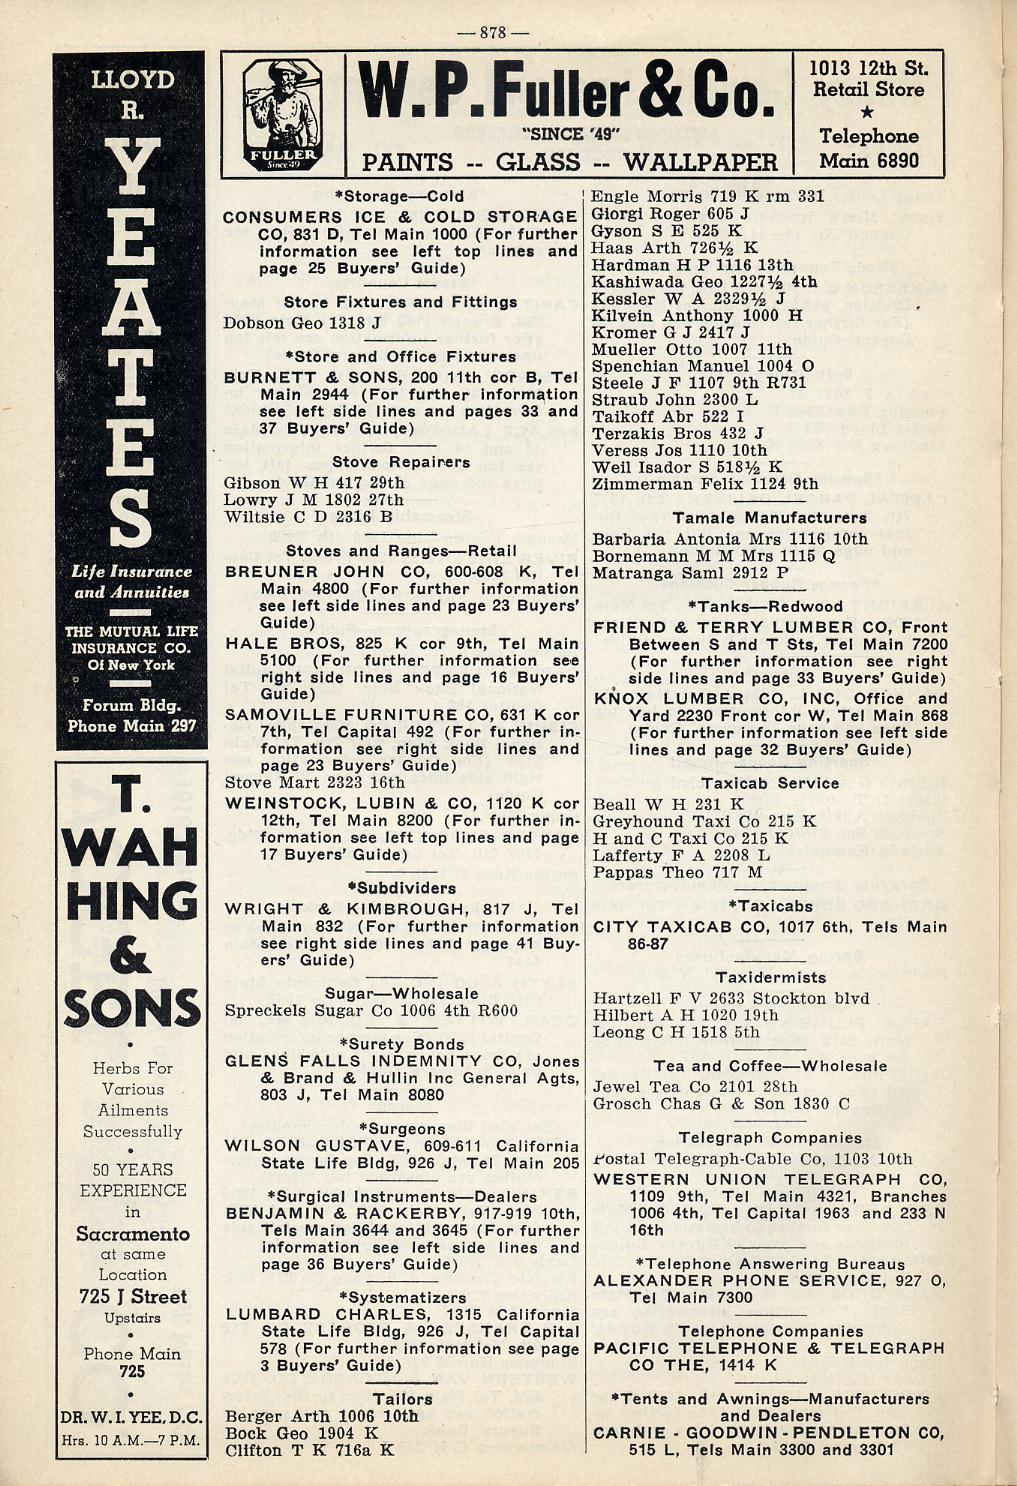 — 878 —
LLOYD
R.
YEATES
Life Insurance
and Annuities
THE MUTUAL LIFE
INSURANCE CO.
Of New York
Forum Bldg.
Phone Main 297
T.
WAH
HING
&
SONS
•
Herbs For
Various
Ailments
Successfully
•
50 YEARS
EXPERIENCE
in
Sacramento
at same
Location
725 J Street
Upstairs
•
Phone Main
725
•
DR. W. I. YEE, D.C.
Hrs. 10 A.M.—7 P.M.
FULLER
Since '49
W. P. Fuller & Co.
"SINCE '49"
PAINTS -- GLASS -- WALLPAPER
1013 12th St.
Retail Store
★
Telephone
Main 6890
*Storage—Cold
CONSUMERS ICE & COLD STORAGE
CO, 831 D, Tel Main 1000 (For further
information see left top lines and
page 25 Buyers' Guide)
Store Fixtures and Fittings
Dobson Geo 1318 J
*Store and Office Fixtures
BURNETT & SONS, 200 11th cor B, Tel
Main 2944 (For further information
see left side lines and pages 33 and
37 Buyers' Guide)
Stove Repairers
Gibson W H 417 29th
Lowry J M 1802 27th
Wiltsie C D 2316 B
Stoves and Ranges—Retail
BREUNER JOHN CO, 600-608 K, Tel
Main 4800 (For further information
see left side lines and page 23 Buyers'
Guide)
HALE BROS, 825 K cor 9th, Tel Main
5100 (For further information see
right side lines and page 16 Buyers'
Guide)
SAMOVILLE FURNITURE CO, 631 K cor
7th, Tel Capital 492 (For further in-
formation see right side lines and
page 23 Buyers' Guide)
Stove Mart 2323 16th
WEINSTOCK, LUBIN & CO, 1120 K cor
12th, Tel Main 8200 (For further in-
formation see left top lines and page
17 Buyers' Guide)
*Subdividers
WRIGHT & KIMBROUGH, 817 J, Tel
Main 832 (For further information
see right side lines and page 41 Buy-
ers' Guide)
Sugar—Wholesale
Spreckels Sugar Co 1006 4th R600
*Surety Bonds
GLENS FALLS INDEMNITY CO, Jones
& Brand & Hullin Inc General Agts,
803 J, Tel Main 8080
*Surgeons
WILSON GUSTAVE, 609-611 California
State Life Bldg, 926 J, Tel Main 205
*Surgical Instruments—Dealers
BENJAMIN & RACKERBY, 917-919 10th,
Tels Main 3644 and 3645 (For further
information see left side lines and
page 36 Buyers' Guide)
*Systematizers
LUMBARD CHARLES, 1315 California
State Life Bldg, 926 J, Tel Capital
578 (For further information see page
3 Buyers' Guide)
Tailors
Berger Arth 1006 10th
Bock Geo 1904 K
Clifton T K 716a K
Engle Morris 719 K rm 331
Giorgi Roger 605 J
Gyson S E 525 K
Haas Arth 726½ K
Hardman H P 1116 13th
Kashiwada Geo 1227½ 4th
Kessler W A 2329½ J
Kilvein Anthony 1000 H
Kromer G J 2417 J
Mueller Otto 1007 11th
Spenchian Manuel 1004 O
Steele J F 1107 9th R731
Straub John 2300 L
Taikoff Abr 522 I
Terzakis Bros 432 J
Veress Jos 1110 10th
Weil Isador S 518½ K
Zimmerman Felix 1124 9th
Tamale Manufacturers
Barbaria Antonia Mrs 1116 10th
Bornemann M M Mrs 1115 Q
Matranga Saml 2912 P
*Tanks—Redwood
FRIEND & TERRY LUMBER CO, Front
Between S and T Sts, Tel Main 7200
(For further information see right
side lines and page 33 Buyers' Guide)
KNOX LUMBER CO, INC, Office and
Yard 2230 Front cor W, Tel Main 868
(For further information see left side
lines and page 32 Buyers' Guide)
Taxicab Service
Beall W H 231 K
Greyhound Taxi Co 215 K
H and C Taxi Co 215 K
Lafferty F A 2208 L
Pappas Theo 717 M
*Taxicabs
CITY TAXICAB CO, 1017 6th, Tels Main
86-87
Taxidermists
Hartzell F V 2633 Stockton blvd
Hilbert A H 1020 19th
Leong C H 1518 5th
Tea and Coffee—Wholesale
Jewel Tea Co 2101 28th
Grosch Chas G & Son 1830 C
Telegraph Companies
Postal Telegraph-Cable Co, 1103 10th
WESTERN UNION TELEGRAPH CO,
1109 9th, Tel Main 4321, Branches
1006 4th, Tel Capital 1963 and 233 N
16th
*Telephone Answering Bureaus
ALEXANDER PHONE SERVICE, 927 O,
Tel Main 7300
Telephone Companies
PACIFIC TELEPHONE & TELEGRAPH
CO THE, 1414 K
*Tents and Awnings—Manufacturers
and Dealers
CARNIE - GOODWIN - PENDLETON CO,
515 L, Tels Main 3300 and 3301